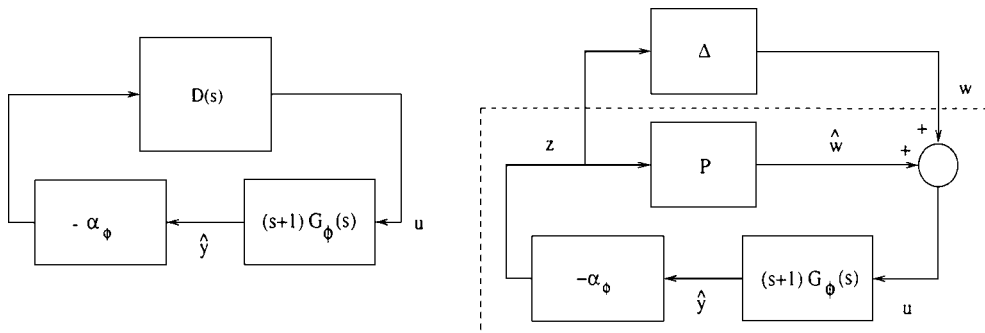 D(s)
- α_ϕ
(s+1) G_ϕ(s)
ŷ
u
Δ
w
z
P
ŵ
+
+
−α_ϕ
(s+1) G_ϕ(s)
ŷ
u